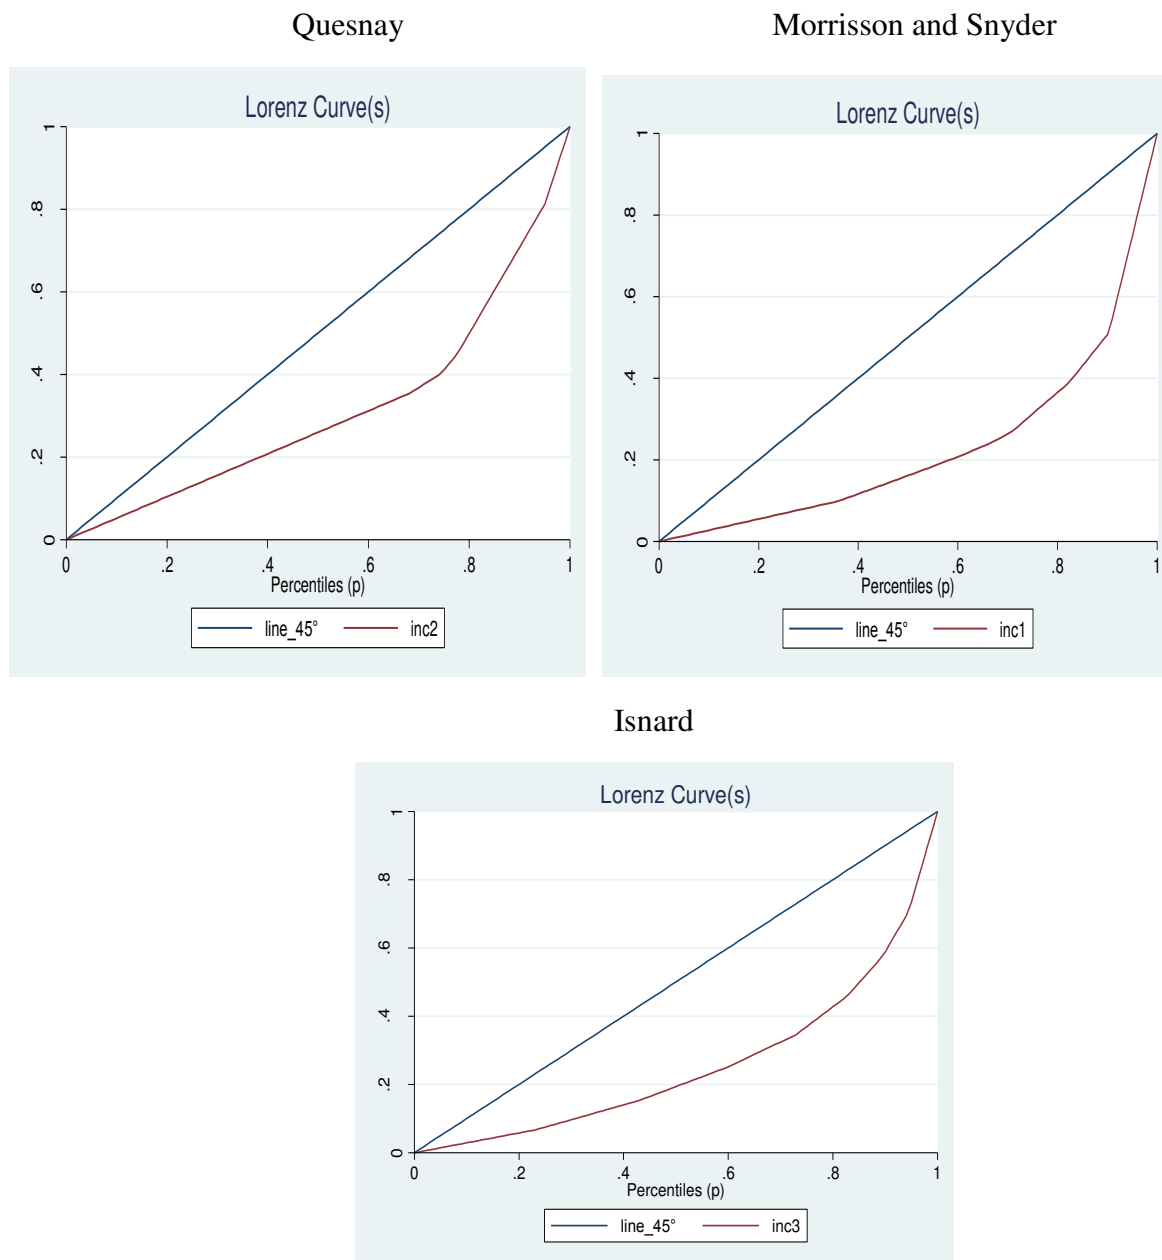 Quesnay
Morrisson and Snyder
Lorenz Curve(s)
1
.8
.6
.4
.2
0
0 .2 .4 .6 .8 1
Percentiles (p)
line_45° inc2
Lorenz Curve(s)
1
.8
.6
.4
.2
0
0 .2 .4 .6 .8 1
Percentiles (p)
line_45° inc1
Isnard
Lorenz Curve(s)
1
.8
.6
.4
.2
0
0 .2 .4 .6 .8 1
Percentiles (p)
line_45° inc3